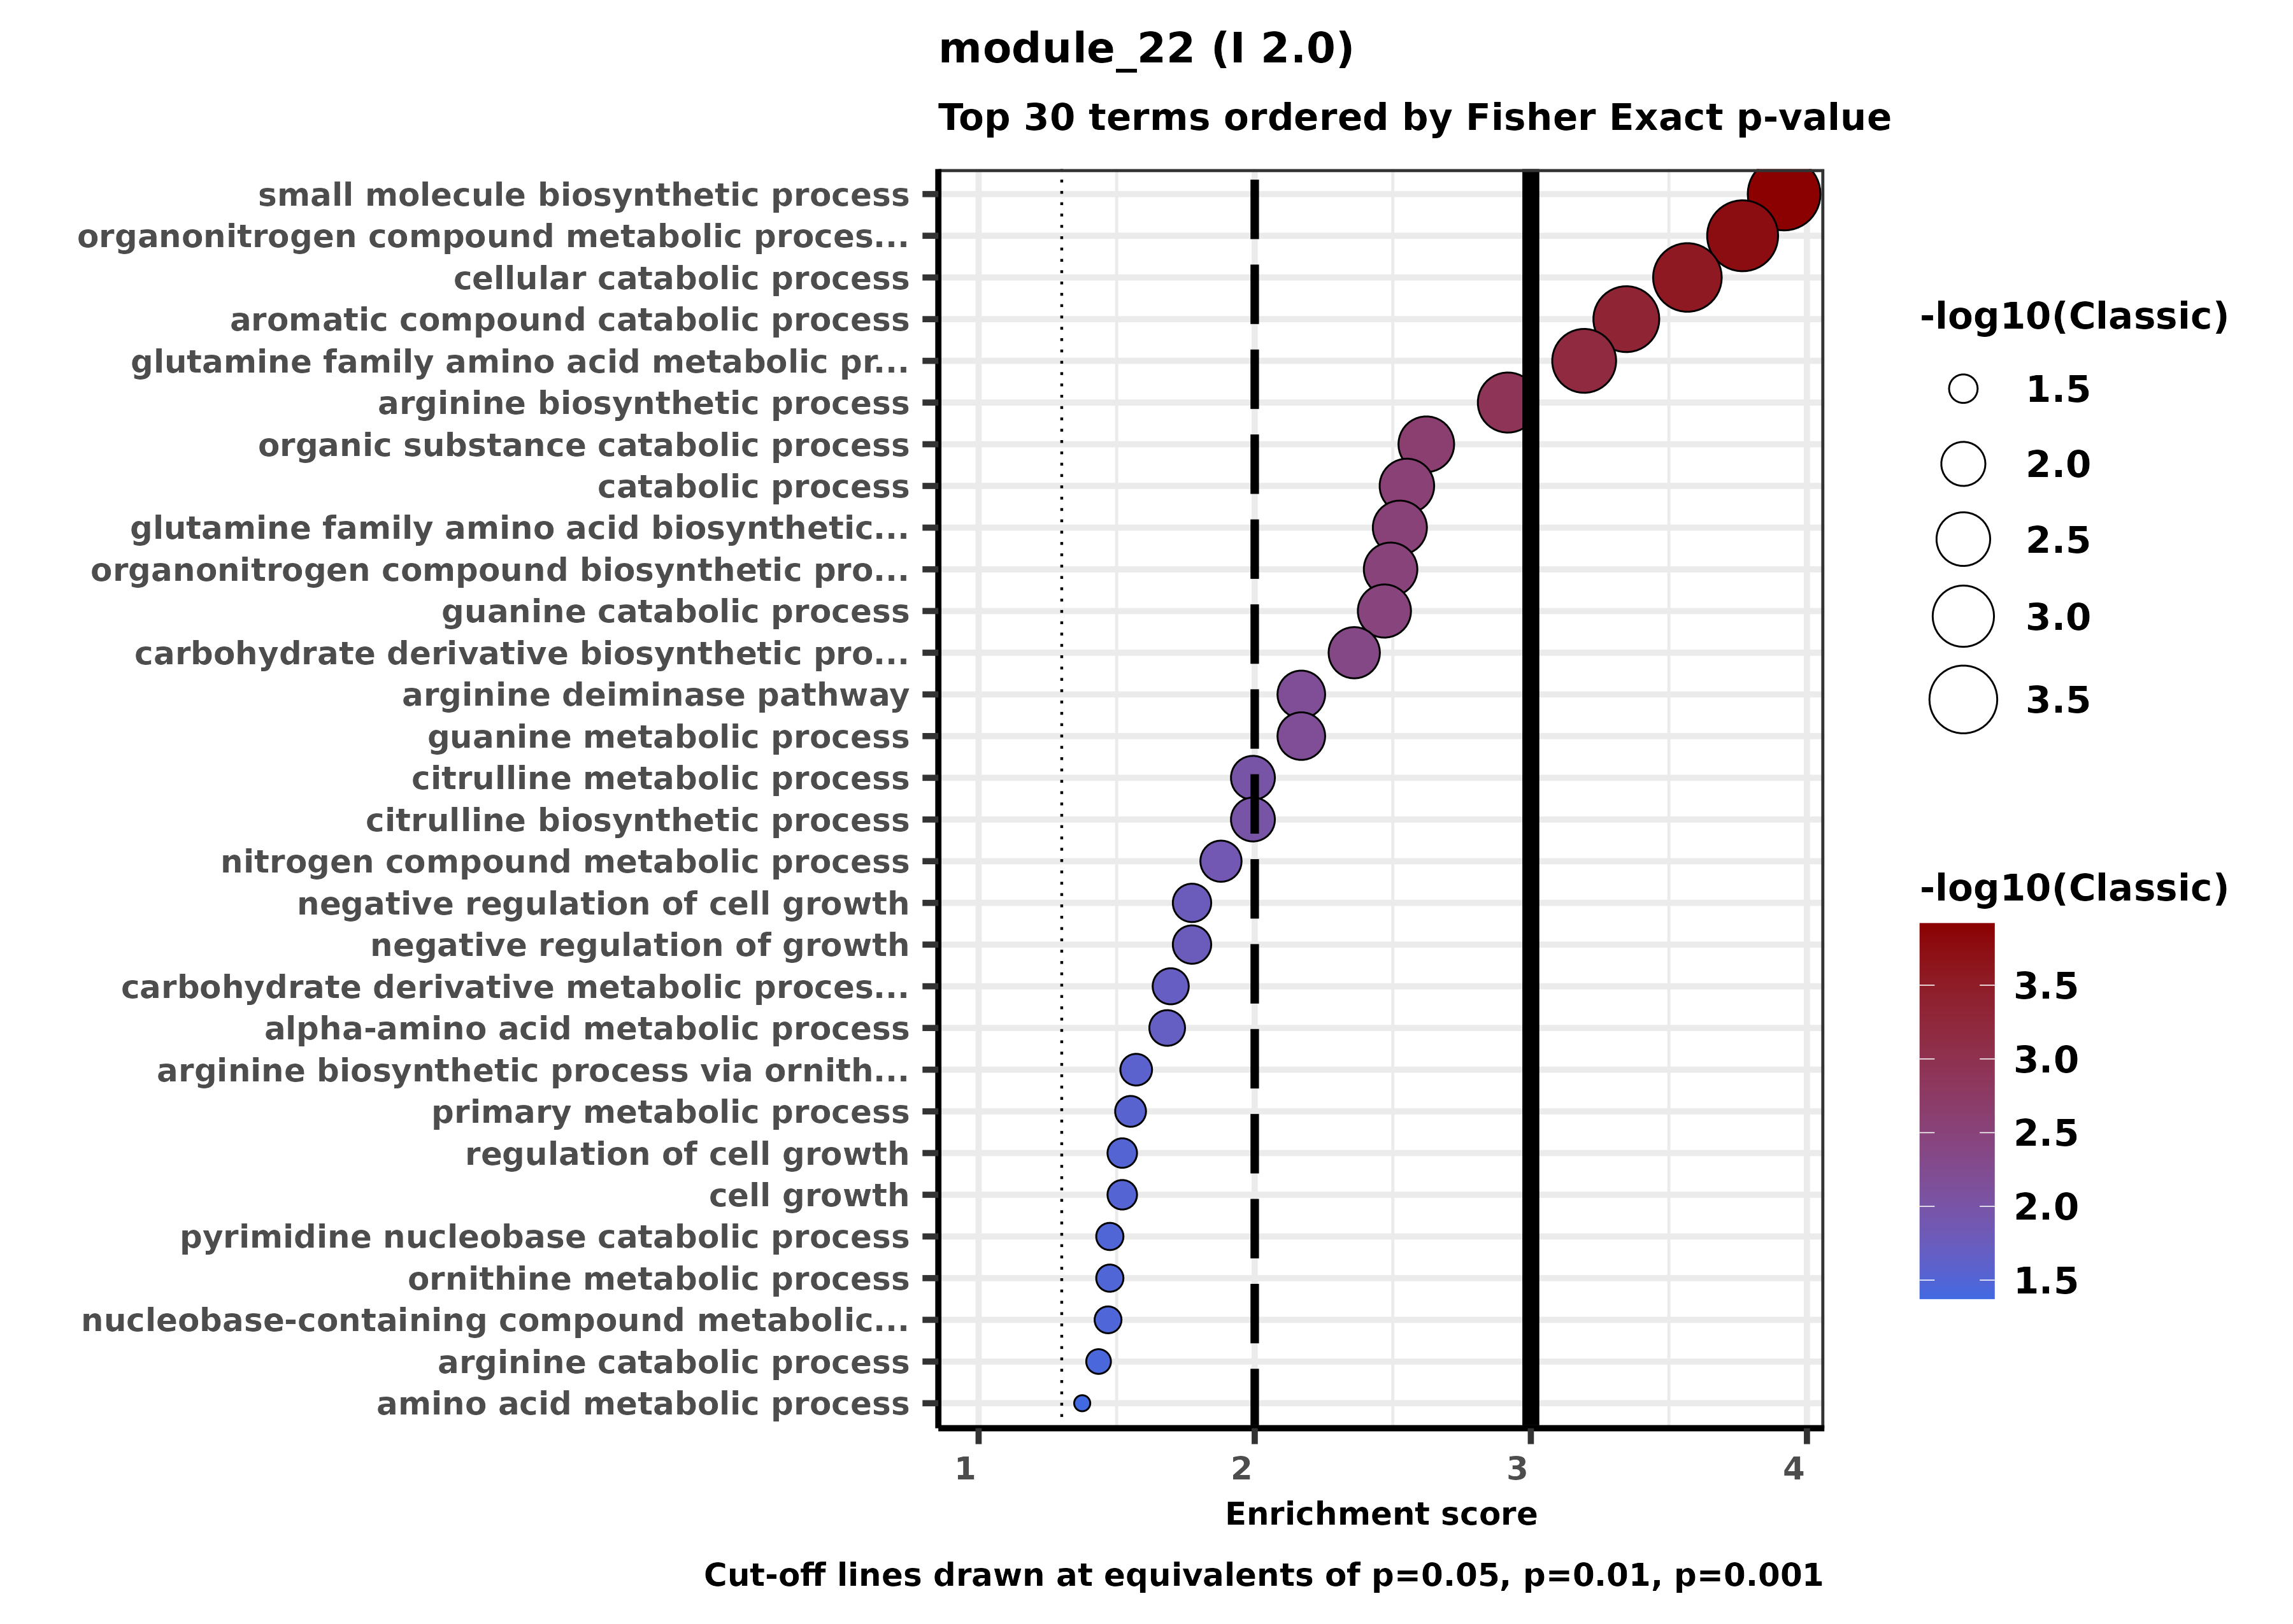 module_22 (I 2.0)
Top 30 terms ordered by Fisher Exact p-value
small molecule biosynthetic process
organonitrogen compound metabolic proces...
cellular catabolic process
aromatic compound catabolic process
glutamine family amino acid metabolic pr...
arginine biosynthetic process
organic substance catabolic process
catabolic process
glutamine family amino acid biosynthetic...
organonitrogen compound biosynthetic pro...
guanine catabolic process
carbohydrate derivative biosynthetic pro...
arginine deiminase pathway
guanine metabolic process
citrulline metabolic process
citrulline biosynthetic process
nitrogen compound metabolic process
negative regulation of cell growth
negative regulation of growth
carbohydrate derivative metabolic proces...
alpha-amino acid metabolic process
arginine biosynthetic process via ornith...
primary metabolic process
regulation of cell growth
cell growth
pyrimidine nucleobase catabolic process
ornithine metabolic process
nucleobase-containing compound metabolic...
arginine catabolic process
amino acid metabolic process
1 2 3 4
Enrichment score
Cut-off lines drawn at equivalents of p=0.05, p=0.01, p=0.001
-log10(Classic)
1.5
2.0
2.5
3.0
3.5
-log10(Classic)
3.5
3.0
2.5
2.0
1.5